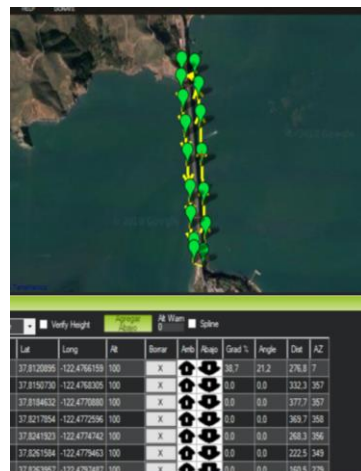 HELP DONATE
Verify Height Agregar Abajo Alt Warn 0 Spline
Lat Long Alt Borrar Arrib Abajo Grad % Angle Dist AZ
37,8120895 -122,4766159 100 X 38,7 21,2 276,8 7
37,8150730 -122,4768305 100 X 0,0 0,0 332,3 357
37,8184632 -122,4770880 100 X 0,0 0,0 377,7 357
37,8217854 -122,4772596 100 X 0,0 0,0 369,7 358
37,8241923 -122,4774742 100 X 0,0 0,0 268,3 356
37,8261584 -122,4779463 100 X 0,0 0,0 222,5 349